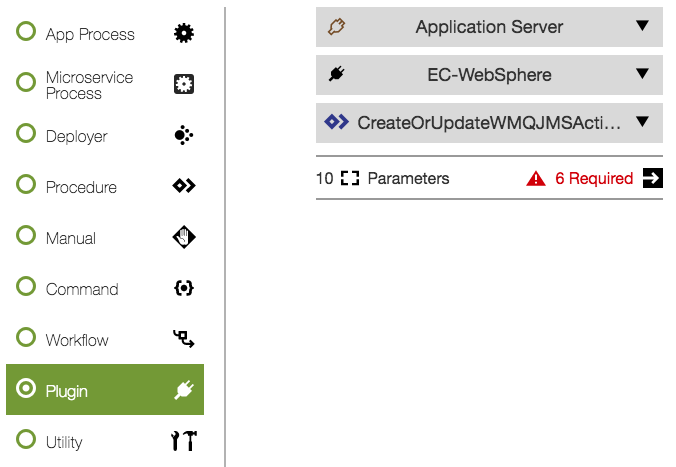 App Process
Microservice
Process
Deployer
Procedure
Manual
Command
Workflow
Plugin
Utility
Application Server
EC-WebSphere
CreateOrUpdateWMQJMSActi...
10 Parameters 6 Required